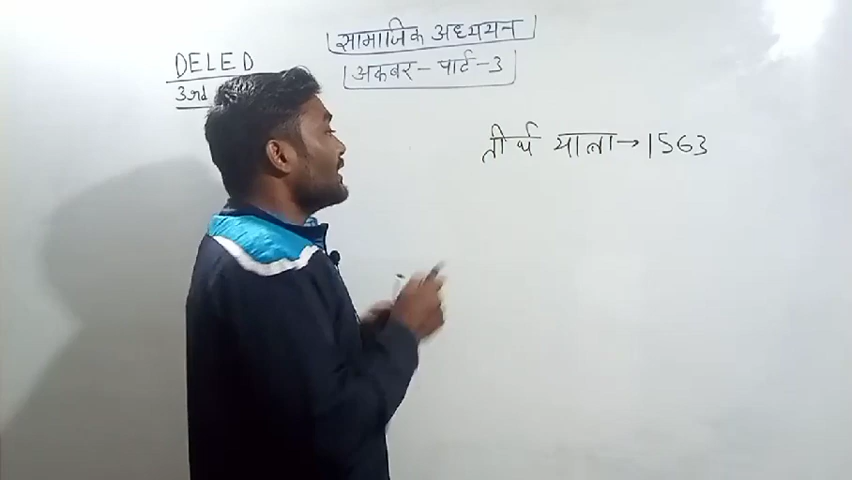 सामाजिक अध्ययन
DELED
अकबर - पार्ट - 3
3rd
तीर्थ यात्रा → 1563